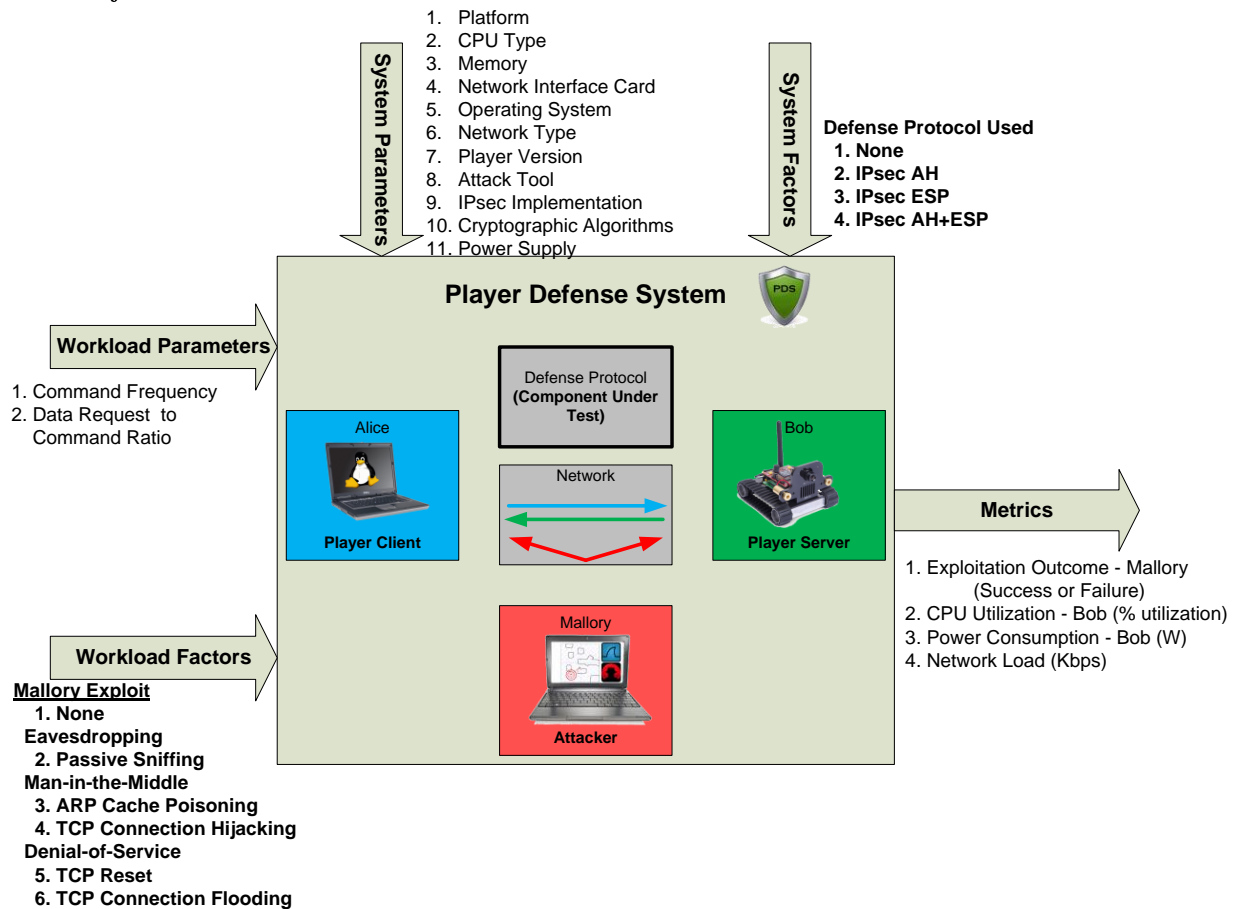 1. Platform
2. CPU Type
3. Memory
4. Network Interface Card
5. Operating System
6. Network Type
7. Player Version
8. Attack Tool
9. IPsec Implementation
10. Cryptographic Algorithms
11. Power Supply
System Parameters
System Factors
Defense Protocol Used
1. None
2. IPsec AH
3. IPsec ESP
4. IPsec AH+ESP
Player Defense System
PDS
Workload Parameters
1. Command Frequency
2. Data Request to
Command Ratio
Defense Protocol
(Component Under
Test)
Alice
Player Client
Network
Bob
Player Server
Metrics
1. Exploitation Outcome - Mallory
(Success or Failure)
2. CPU Utilization - Bob (% utilization)
3. Power Consumption - Bob (W)
4. Network Load (Kbps)
Mallory
Attacker
Workload Factors
Mallory Exploit
1. None
Eavesdropping
2. Passive Sniffing
Man-in-the-Middle
3. ARP Cache Poisoning
4. TCP Connection Hijacking
Denial-of-Service
5. TCP Reset
6. TCP Connection Flooding